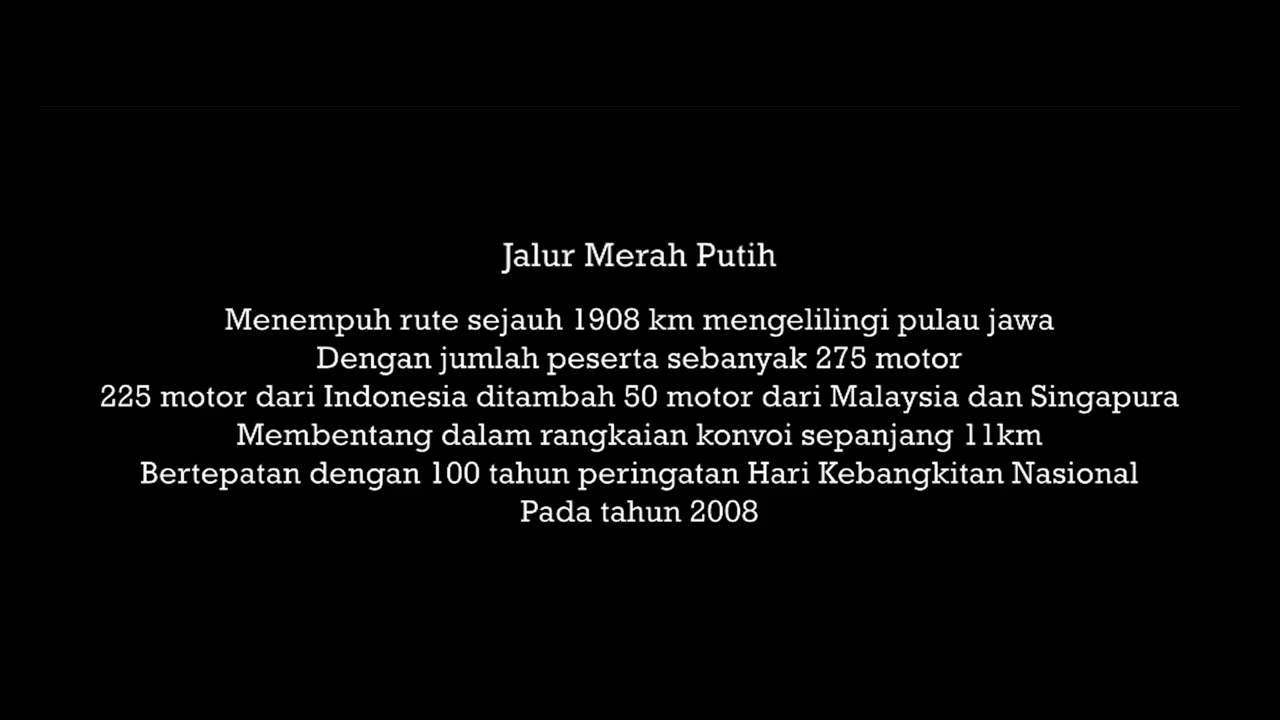 Jalur Merah Putih
Menempuh rute sejauh 1908 km mengelilingi pulau jawa
Dengan jumlah peserta sebanyak 275 motor
225 motor dari Indonesia ditambah 50 motor dari Malaysia dan Singapura
Membentang dalam rangkaian konvoi sepanjang 11km
Bertepatan dengan 100 tahun peringatan Hari Kebangkitan Nasional
Pada tahun 2008